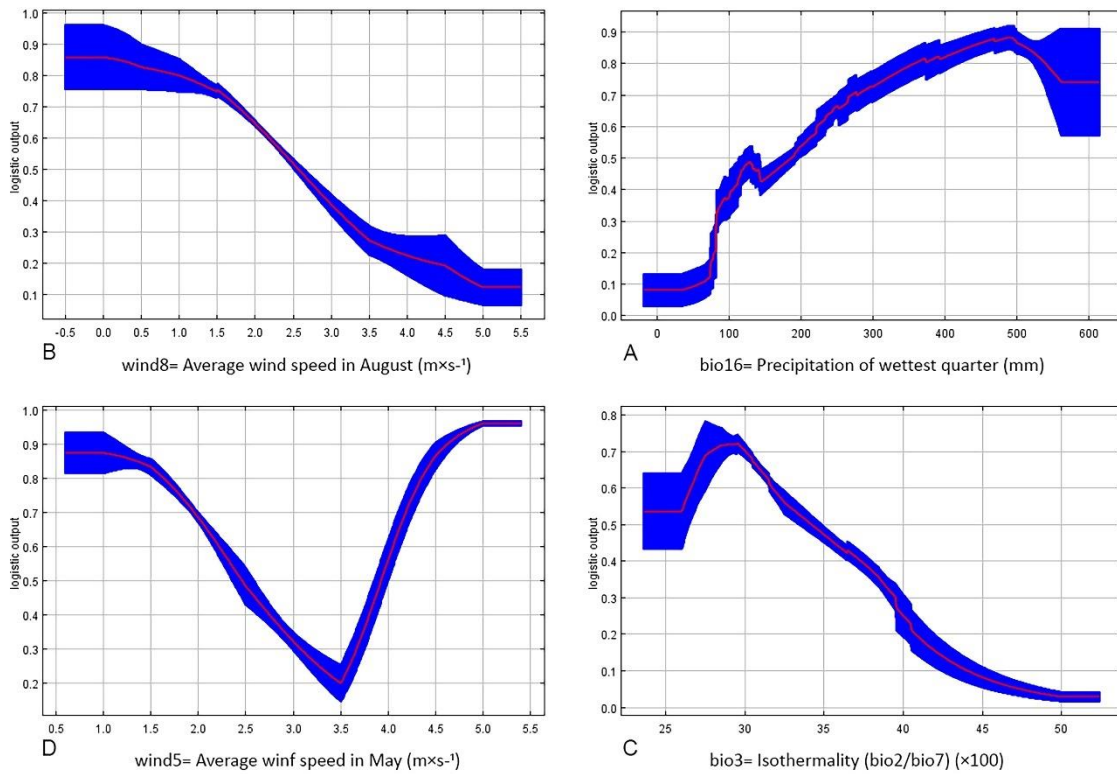 logistic output
1.0
0.9
0.8
0.7
0.6
0.5
0.4
0.3
0.2
0.1
-0.5 0.0 0.5 1.0 1.5 2.0 2.5 3.0 3.5 4.0 4.5 5.0 5.5
B
wind8= Average wind speed in August (m×s-¹)
logistic output
0.9
0.8
0.7
0.6
0.5
0.4
0.3
0.2
0.1
0.0
0 100 200 300 400 500 600
A
bio16= Precipitation of wettest quarter (mm)
logistic output
1.0
0.9
0.8
0.7
0.6
0.5
0.4
0.3
0.2
0.5 1.0 1.5 2.0 2.5 3.0 3.5 4.0 4.5 5.0 5.5
D
wind5= Average winf speed in May (m×s-¹)
logistic output
0.8
0.7
0.6
0.5
0.4
0.3
0.2
0.1
0.0
25 30 35 40 45 50
C
bio3= Isothermality (bio2/bio7) (×100)